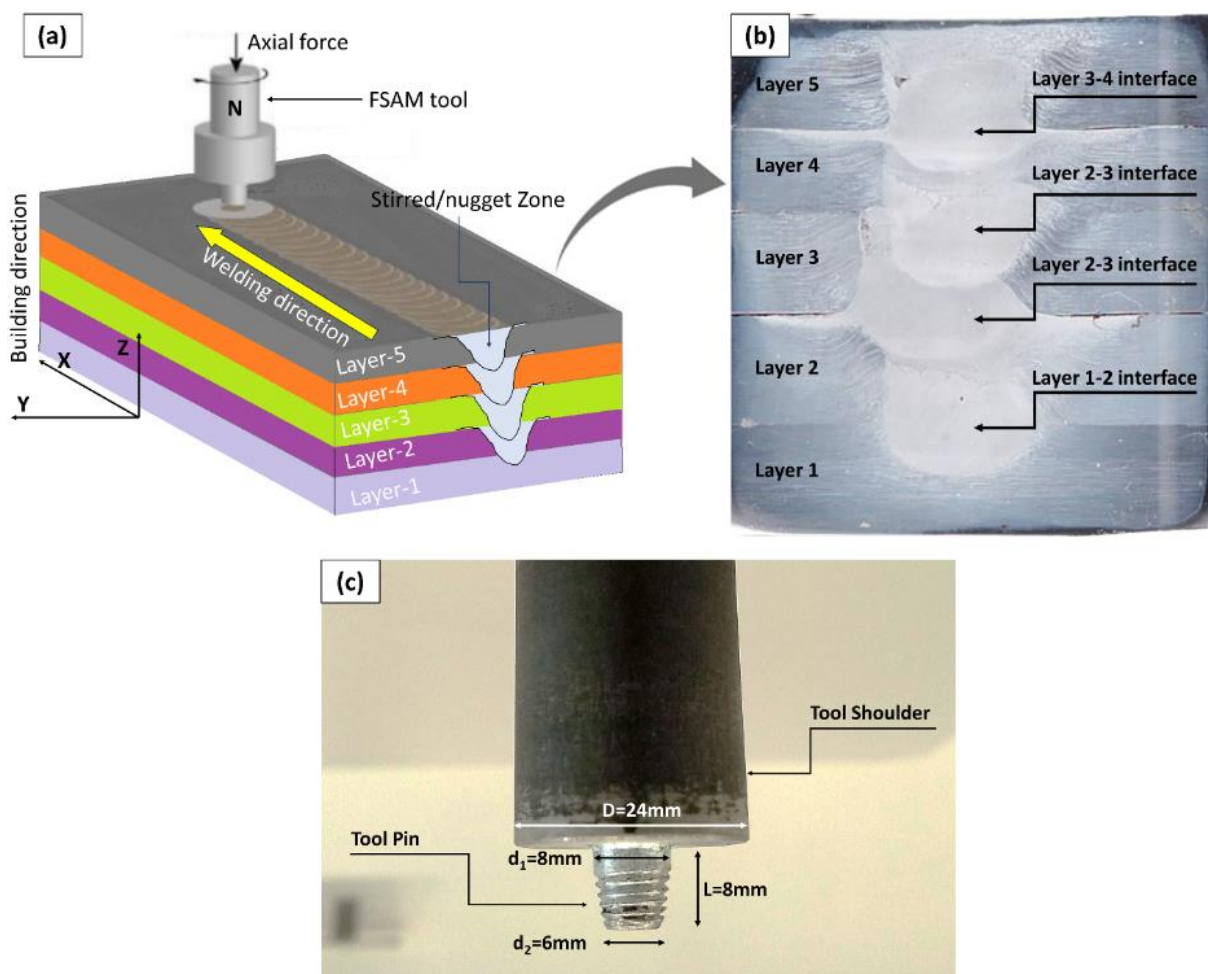 (a)
Axial force
N
FSAM tool
Stirred/nugget Zone
Welding direction
Building direction
Z
X
Y
Layer-5
Layer-4
Layer-3
Layer-2
Layer-1
(b)
Layer 5
Layer 4
Layer 3
Layer 2
Layer 1
Layer 3-4 interface
Layer 2-3 interface
Layer 2-3 interface
Layer 1-2 interface
(c)
Tool Shoulder
D=24mm
Tool Pin
d₁=8mm
L=8mm
d₂=6mm